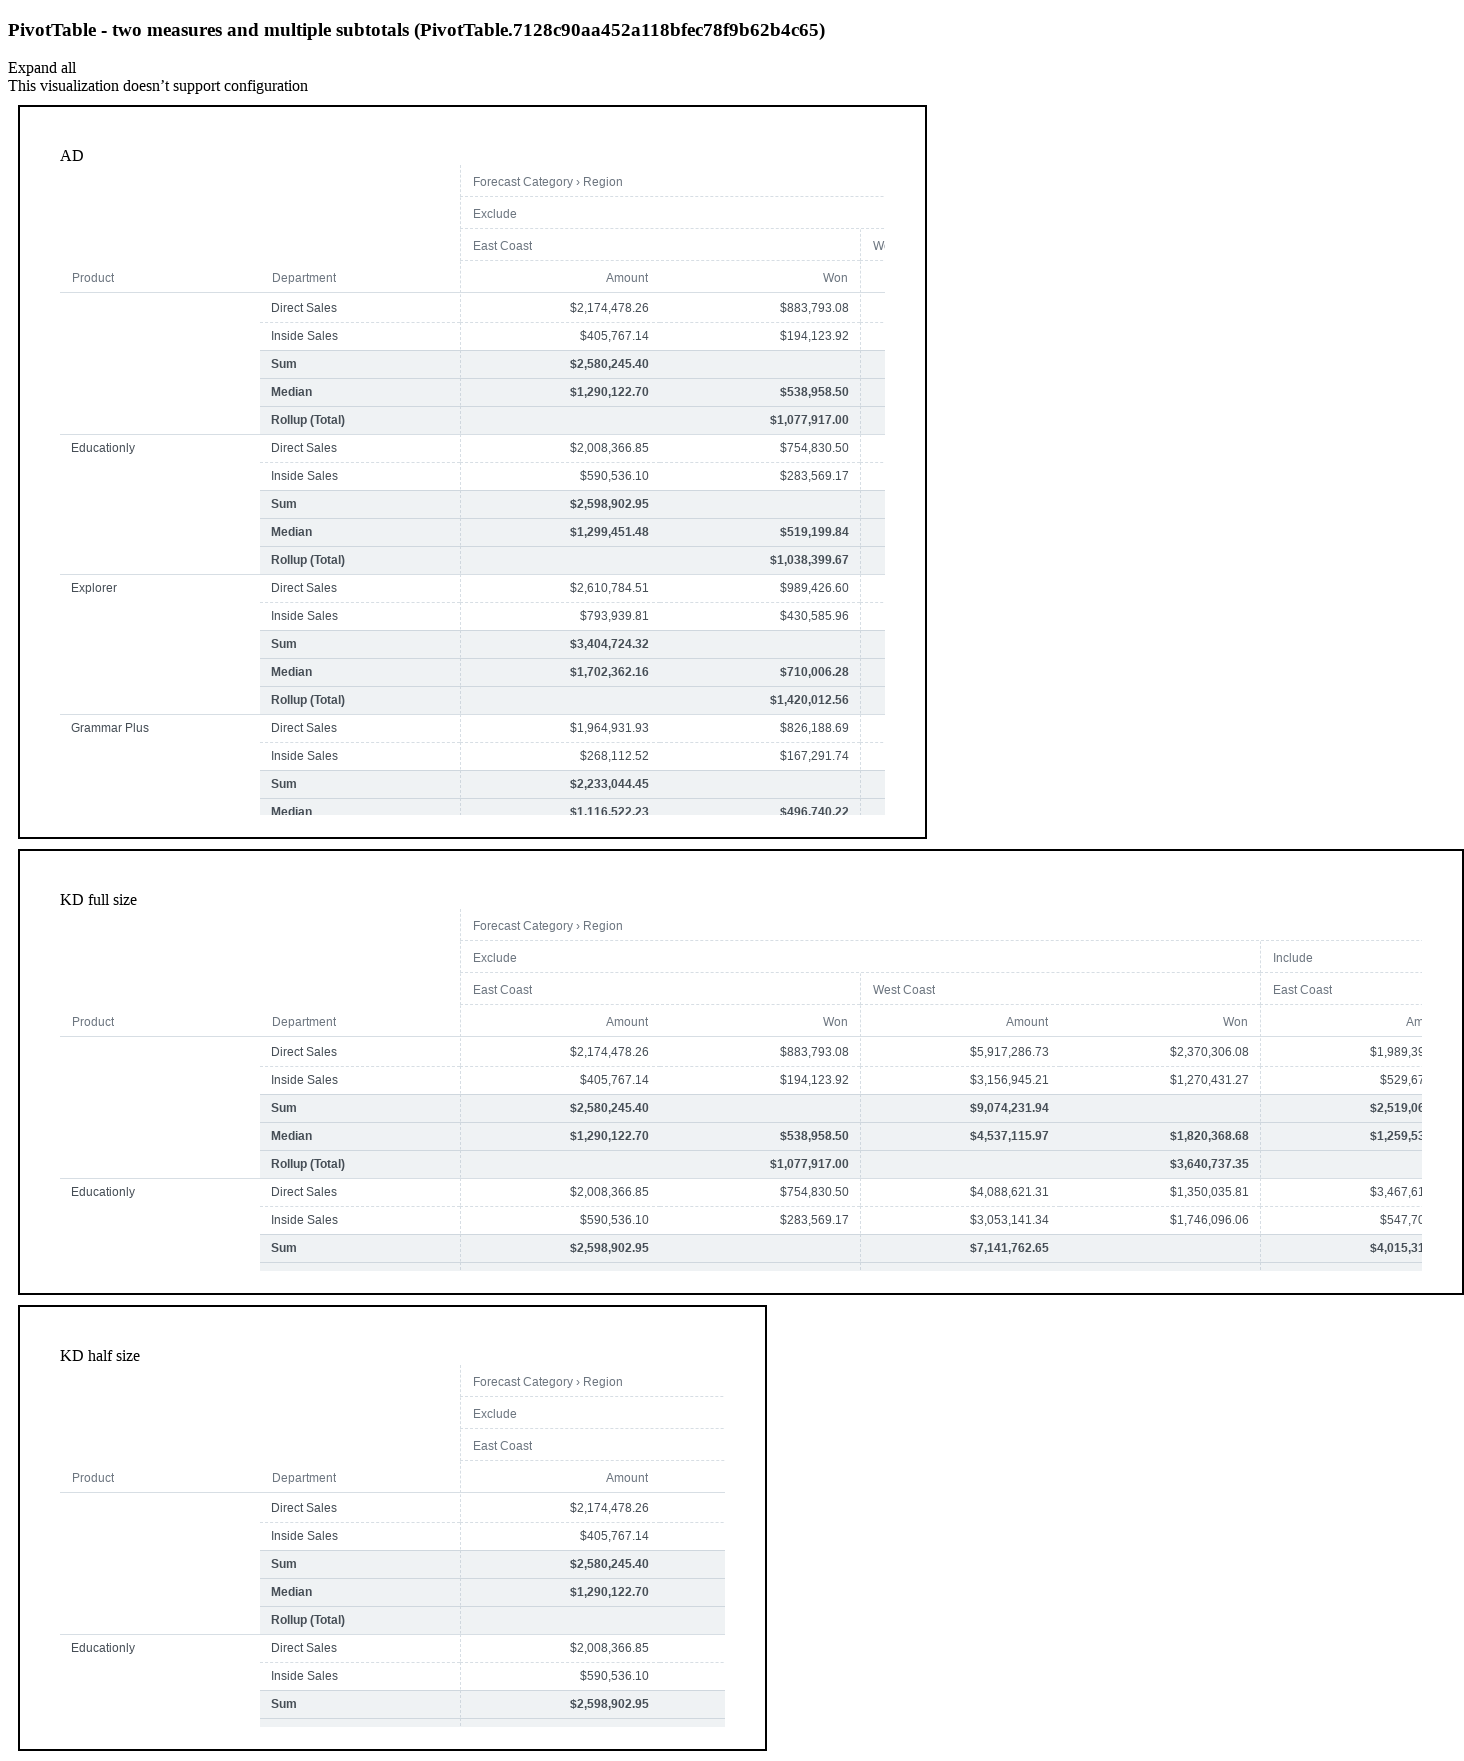 PivotTable - two measures and multiple subtotals (PivotTable.7128c90aa452a118bfec78f9b62b4c65)
Expand all
This visualization doesn’t support configuration
AD
Forecast Category › Region
Exclude
East Coast
Product Department Amount Won
Direct Sales $2,174,478.26 $883,793.08
Inside Sales $405,767.14 $194,123.92
Sum $2,580,245.40
Median $1,290,122.70 $538,958.50
Rollup (Total) $1,077,917.00
Educationly Direct Sales $2,008,366.85 $754,830.50
Inside Sales $590,536.10 $283,569.17
Sum $2,598,902.95
Median $1,299,451.48 $519,199.84
Rollup (Total) $1,038,399.67
Explorer Direct Sales $2,610,784.51 $989,426.60
Inside Sales $793,939.81 $430,585.96
Sum $3,404,724.32
Median $1,702,362.16 $710,006.28
Rollup (Total) $1,420,012.56
Grammar Plus Direct Sales $1,964,931.93 $826,188.69
Inside Sales $268,112.52 $167,291.74
Sum $2,233,044.45
Median $1,116,522.23 $496,740.22
KD full size
Forecast Category › Region
Exclude Include
East Coast West Coast East Coast
Product Department Amount Won Amount Won Am
Direct Sales $2,174,478.26 $883,793.08 $5,917,286.73 $2,370,306.08 $1,989,39
Inside Sales $405,767.14 $194,123.92 $3,156,945.21 $1,270,431.27 $529,67
Sum $2,580,245.40 $9,074,231.94 $2,519,06
Median $1,290,122.70 $538,958.50 $4,537,115.97 $1,820,368.68 $1,259,53
Rollup (Total) $1,077,917.00 $3,640,737.35
Educationly Direct Sales $2,008,366.85 $754,830.50 $4,088,621.31 $1,350,035.81 $3,467,61
Inside Sales $590,536.10 $283,569.17 $3,053,141.34 $1,746,096.06 $547,70
Sum $2,598,902.95 $7,141,762.65 $4,015,31
KD half size
Forecast Category › Region
Exclude
East Coast
Product Department Amount
Direct Sales $2,174,478.26
Inside Sales $405,767.14
Sum $2,580,245.40
Median $1,290,122.70
Rollup (Total)
Educationly Direct Sales $2,008,366.85
Inside Sales $590,536.10
Sum $2,598,902.95